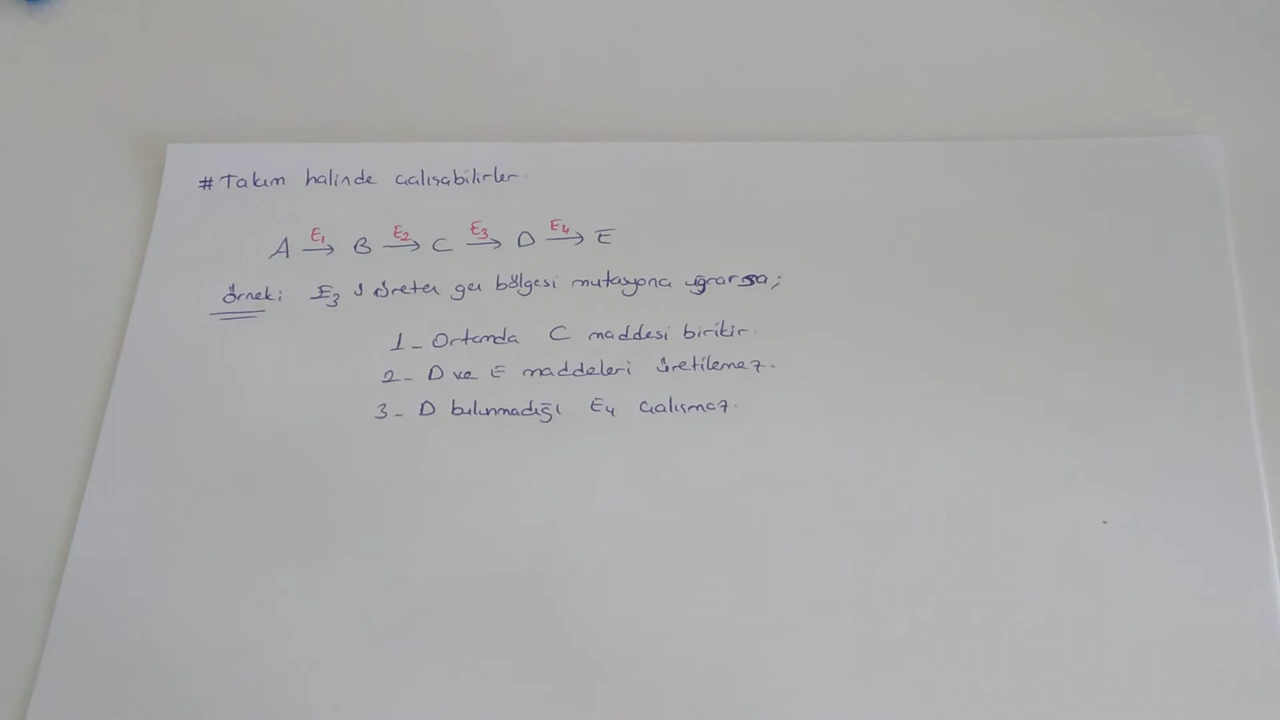 # Takım halinde çalışabilirler.
A E₁→ B E₂→ C E₃→ D E₄→ E
Örnek: E₃ ü üreten gen bölgesi mutasyona uğrarsa;
1- Ortamda C maddesi birikir.
2- D ve E maddeleri üretilemez.
3- D bulunmadığı E₄ çalışmaz.